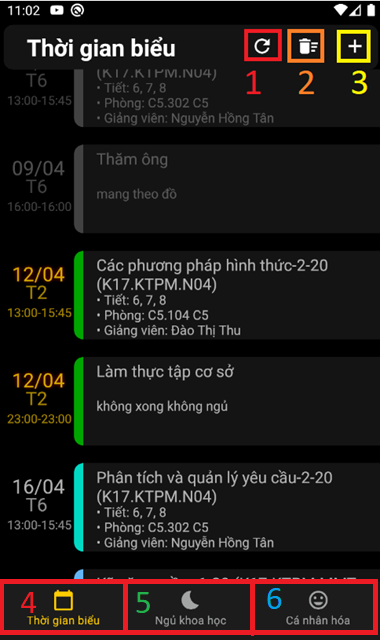 11:02
Thời gian biểu
1
2
3
(K17.KTPM.N04)
T6
• Tiết: 6, 7, 8
13:00-15:45
• Phòng: C5.302 C5
• Giảng viên: Nguyễn Hồng Tân
09/04
T6
16:00-16:00
Thăm ông
mang theo đồ
12/04
T2
13:00-15:45
Các phương pháp hình thức-2-20
(K17.KTPM.N04)
• Tiết: 6, 7, 8
• Phòng: C5.104 C5
• Giảng viên: Đào Thị Thu
12/04
T2
23:00-23:00
Làm thực tập cơ sở
không xong không ngủ
16/04
T6
13:00-15:45
Phân tích và quản lý yêu cầu-2-20
(K17.KTPM.N04)
• Tiết: 6, 7, 8
• Phòng: C5.302 C5
• Giảng viên: Nguyễn Hồng Tân
4
Thời gian biểu
5
Ngủ khoa học
6
Cá nhân hóa